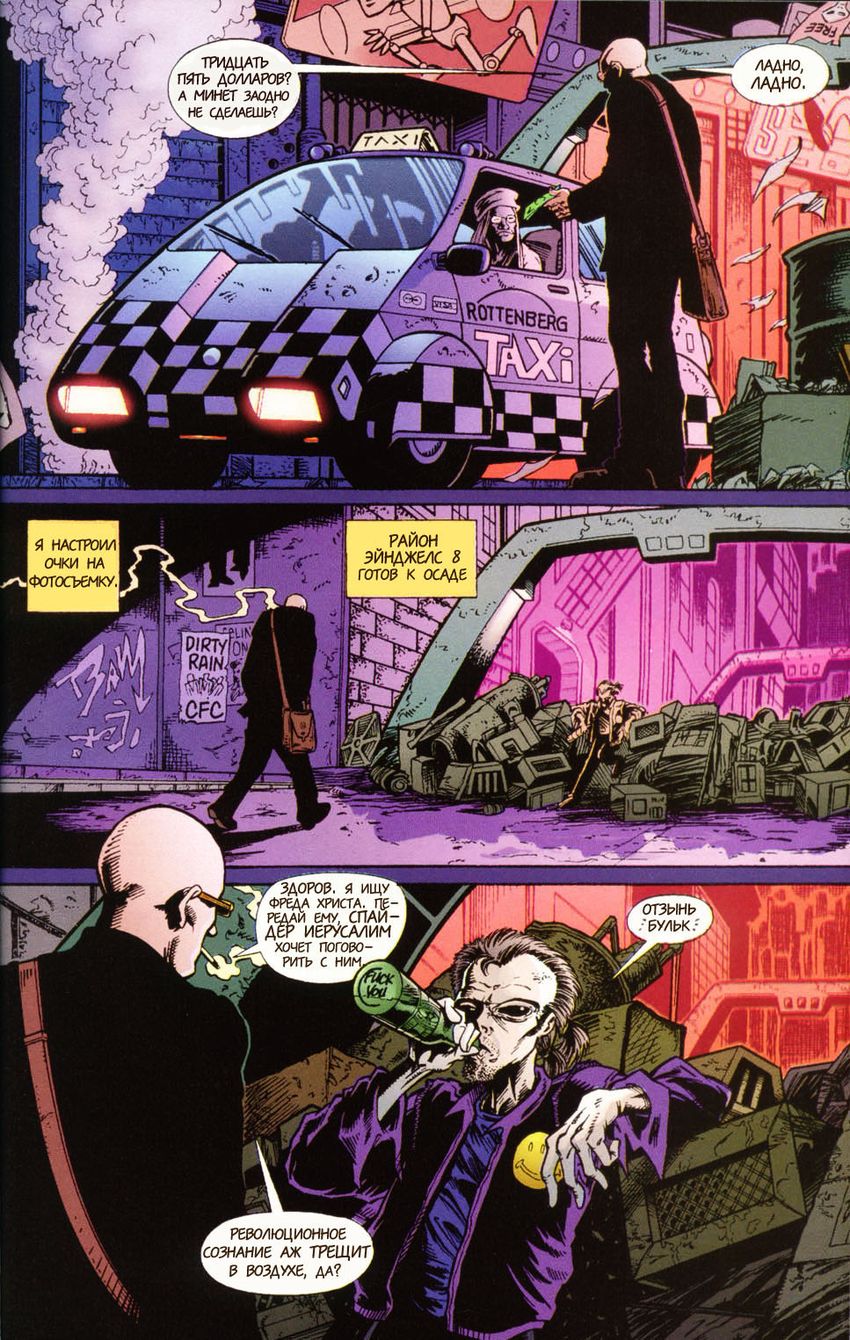 FREE
ТРИДЦАТЬ
ПЯТЬ ДОЛЛАРОВ?
А МИНЕТ ЗАОДНО
НЕ СДЕЛАЕШЬ?
ЛАДНО,
ЛАДНО.
TAXI
ROTTENBERG
TAXi
Я НАСТРОИЛ
ОЧКИ НА
ФОТОСЪЕМКУ.
РАЙОН
ЭЙНДЖЕЛС 8
ГОТОВ К ОСАДЕ
DIRTY
RAIN
CFC
ЗДОРОВ. Я ИЩУ
ФРЕДА ХРИСТА. ПЕ-
РЕДАЙ ЕМУ, СПАЙ-
ДЕР ИЕРУСАЛИМ
ХОЧЕТ ПОГОВО-
РИТЬ С НИМ.
ОТЗЫНЬ
БУЛЬК.
FUCK
YOU
РЕВОЛЮЦИОННОЕ
СОЗНАНИЕ АЖ ТРЕЩИТ
В ВОЗДУХЕ, ДА?